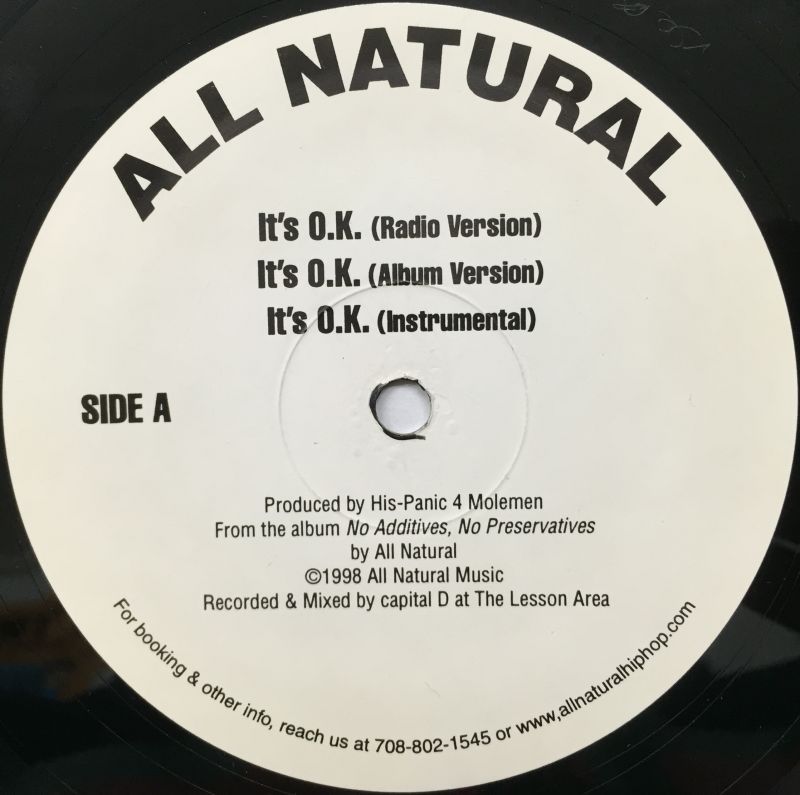 ALL NATURAL
It's O.K. (Radio Version)
It's O.K. (Album Version)
It's O.K. (Instrumental)
SIDE A
Produced by His-Panic 4 Molemen
From the album No Additives, No Preservatives
by All Natural
©1998 All Natural Music
Recorded & Mixed by capital D at The Lesson Area
For booking & other info, reach us at 708-802-1545 or www,allnaturalhiphop.com